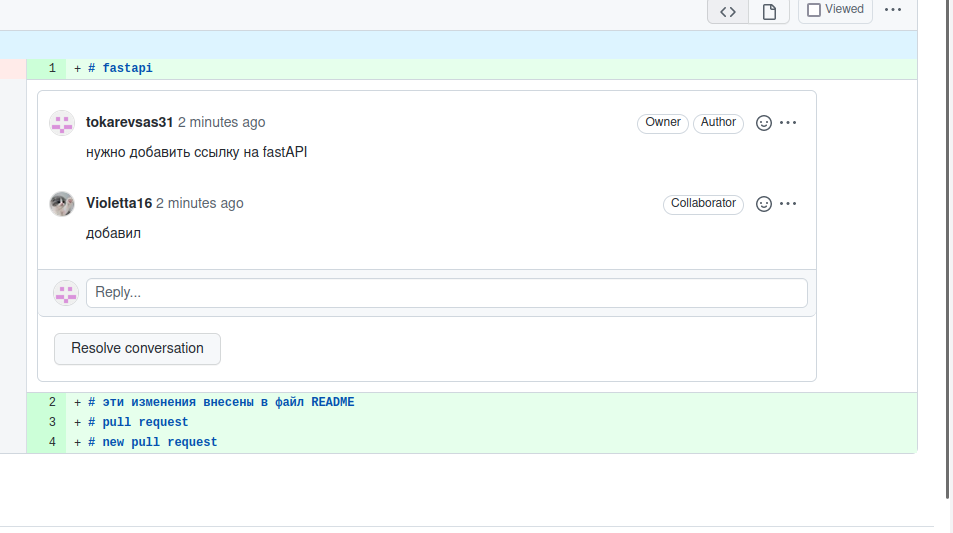 Viewed
1 + # fastapi
tokarevsas31 2 minutes ago Owner Author
нужно добавить ссылку на fastAPI
Violetta16 2 minutes ago Collaborator
добавил
Reply...
Resolve conversation
2 + # эти изменения внесены в файл README
3 + # pull request
4 + # new pull request